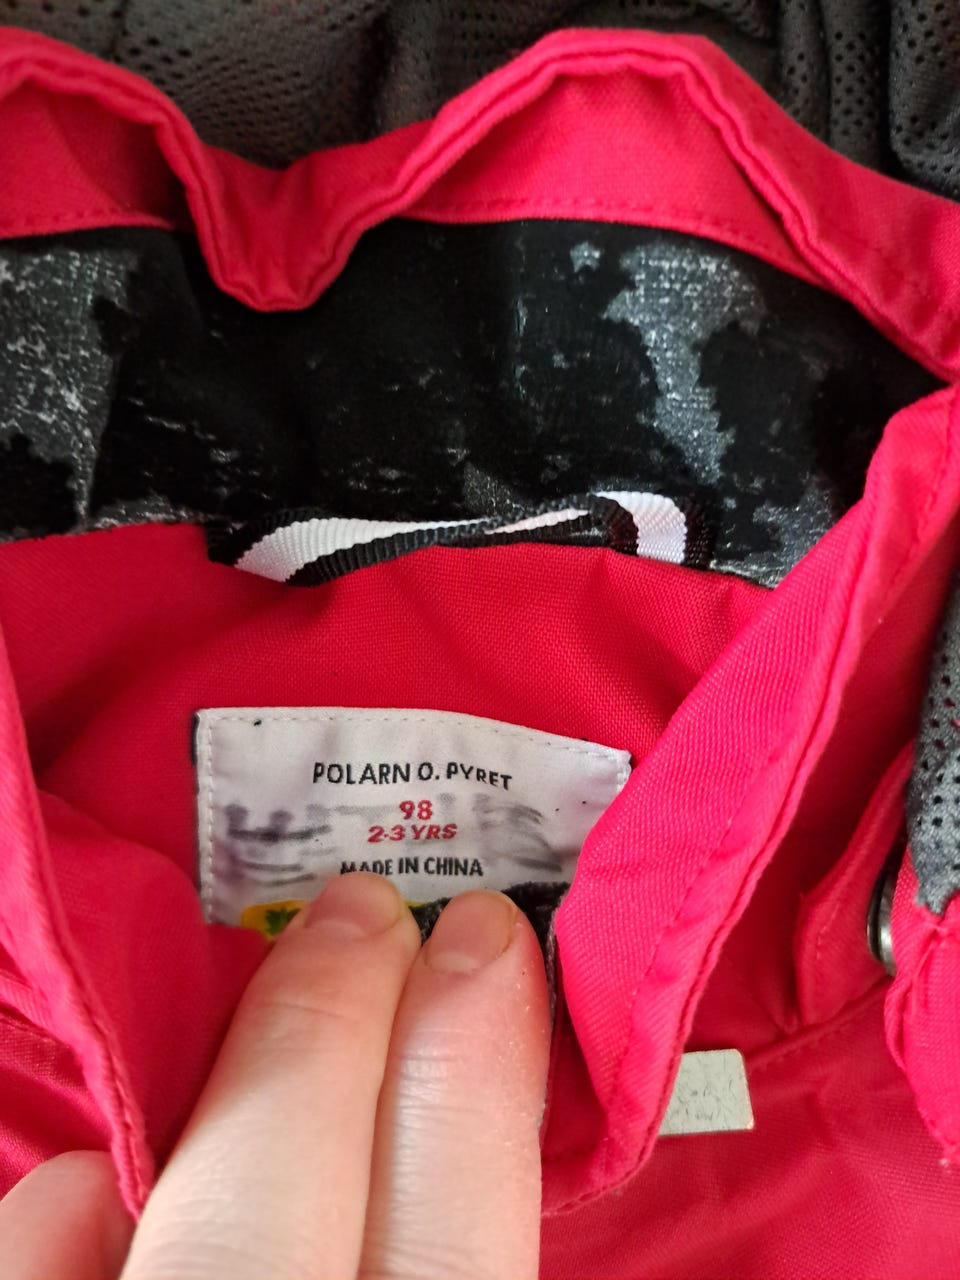 POLARN O. PYRET
98
2-3 YRS
MADE IN CHINA